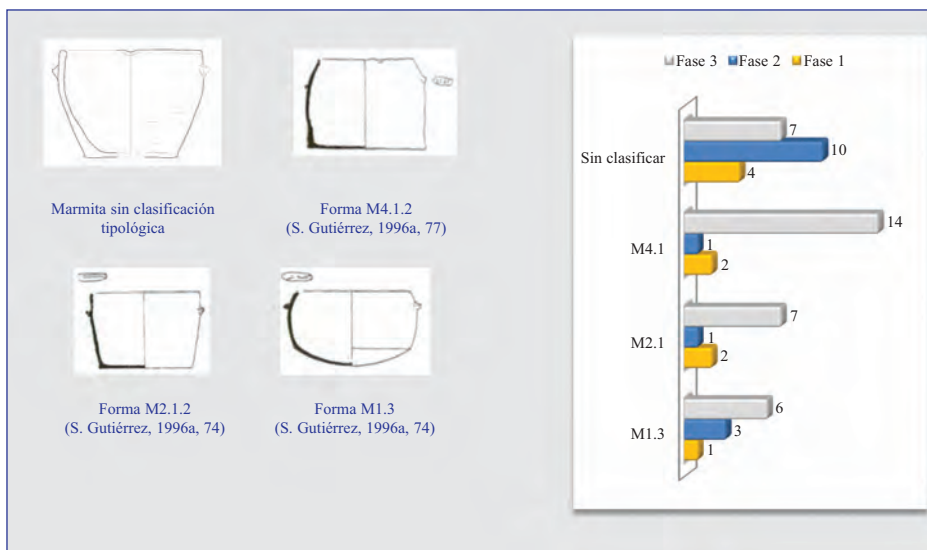 Marmita sin clasificación
tipológica
Forma M4.1.2
(S. Gutiérrez, 1996a, 77)
Forma M2.1.2
(S. Gutiérrez, 1996a, 74)
Forma M1.3
(S. Gutiérrez, 1996a, 74)
Fase 3 Fase 2 Fase 1
Sin clasificar
7
10
4
M4.1
14
1
2
M2.1
7
1
2
M1.3
6
3
1